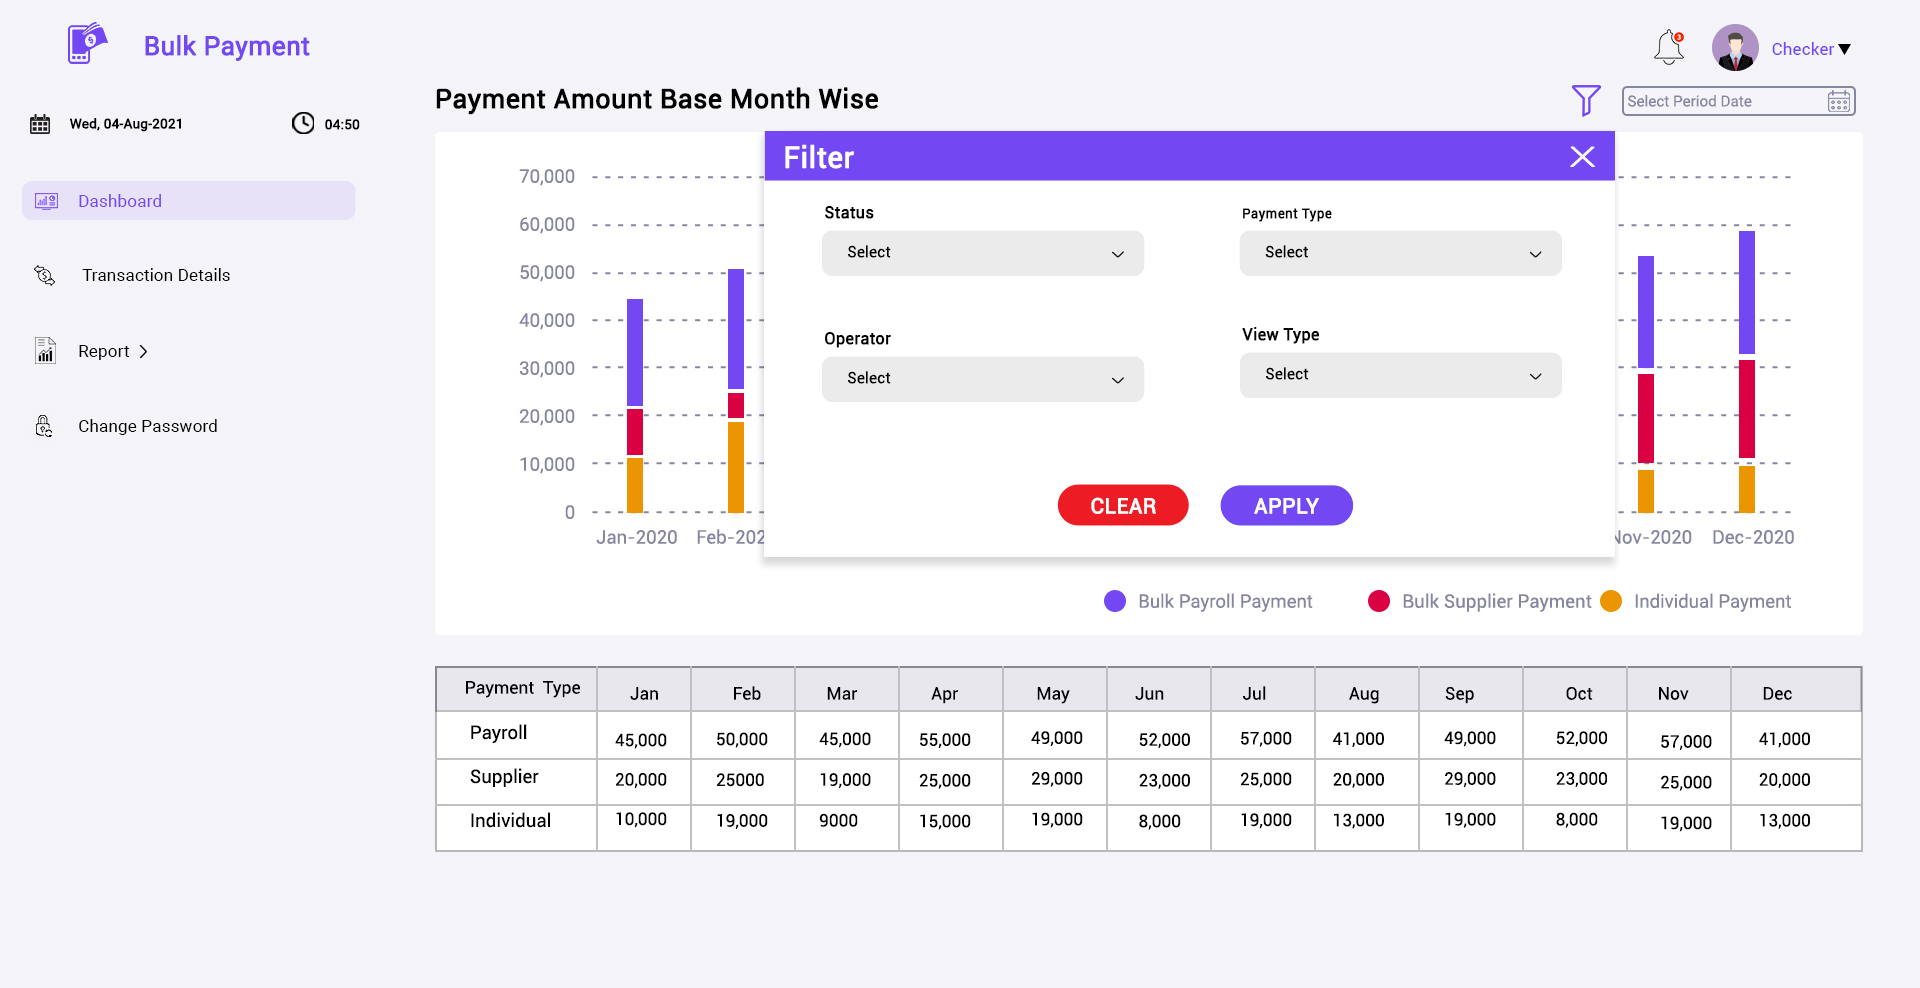 Bulk Payment
3
Checker
Payment Amount Base Month Wise
Select Period Date
Wed, 04-Aug-2021
04:50
Dashboard
Transaction Details
Report
Change Password
Filter
Status
Payment Type
Select
Select
Operator
View Type
Select
Select
CLEAR
APPLY
70,000
60,000
50,000
40,000
30,000
20,000
10,000
0
Jan-2020 Feb-202 Nov-2020 Dec-2020
Bulk Payroll Payment Bulk Supplier Payment Individual Payment
Payment Type Jan Feb Mar Apr May Jun Jul Aug Sep Oct Nov Dec
Payroll 45,000 50,000 45,000 55,000 49,000 52,000 57,000 41,000 49,000 52,000 57,000 41,000
Supplier 20,000 25000 19,000 25,000 29,000 23,000 25,000 20,000 29,000 23,000 25,000 20,000
Individual 10,000 19,000 9000 15,000 19,000 8,000 19,000 13,000 19,000 8,000 19,000 13,000